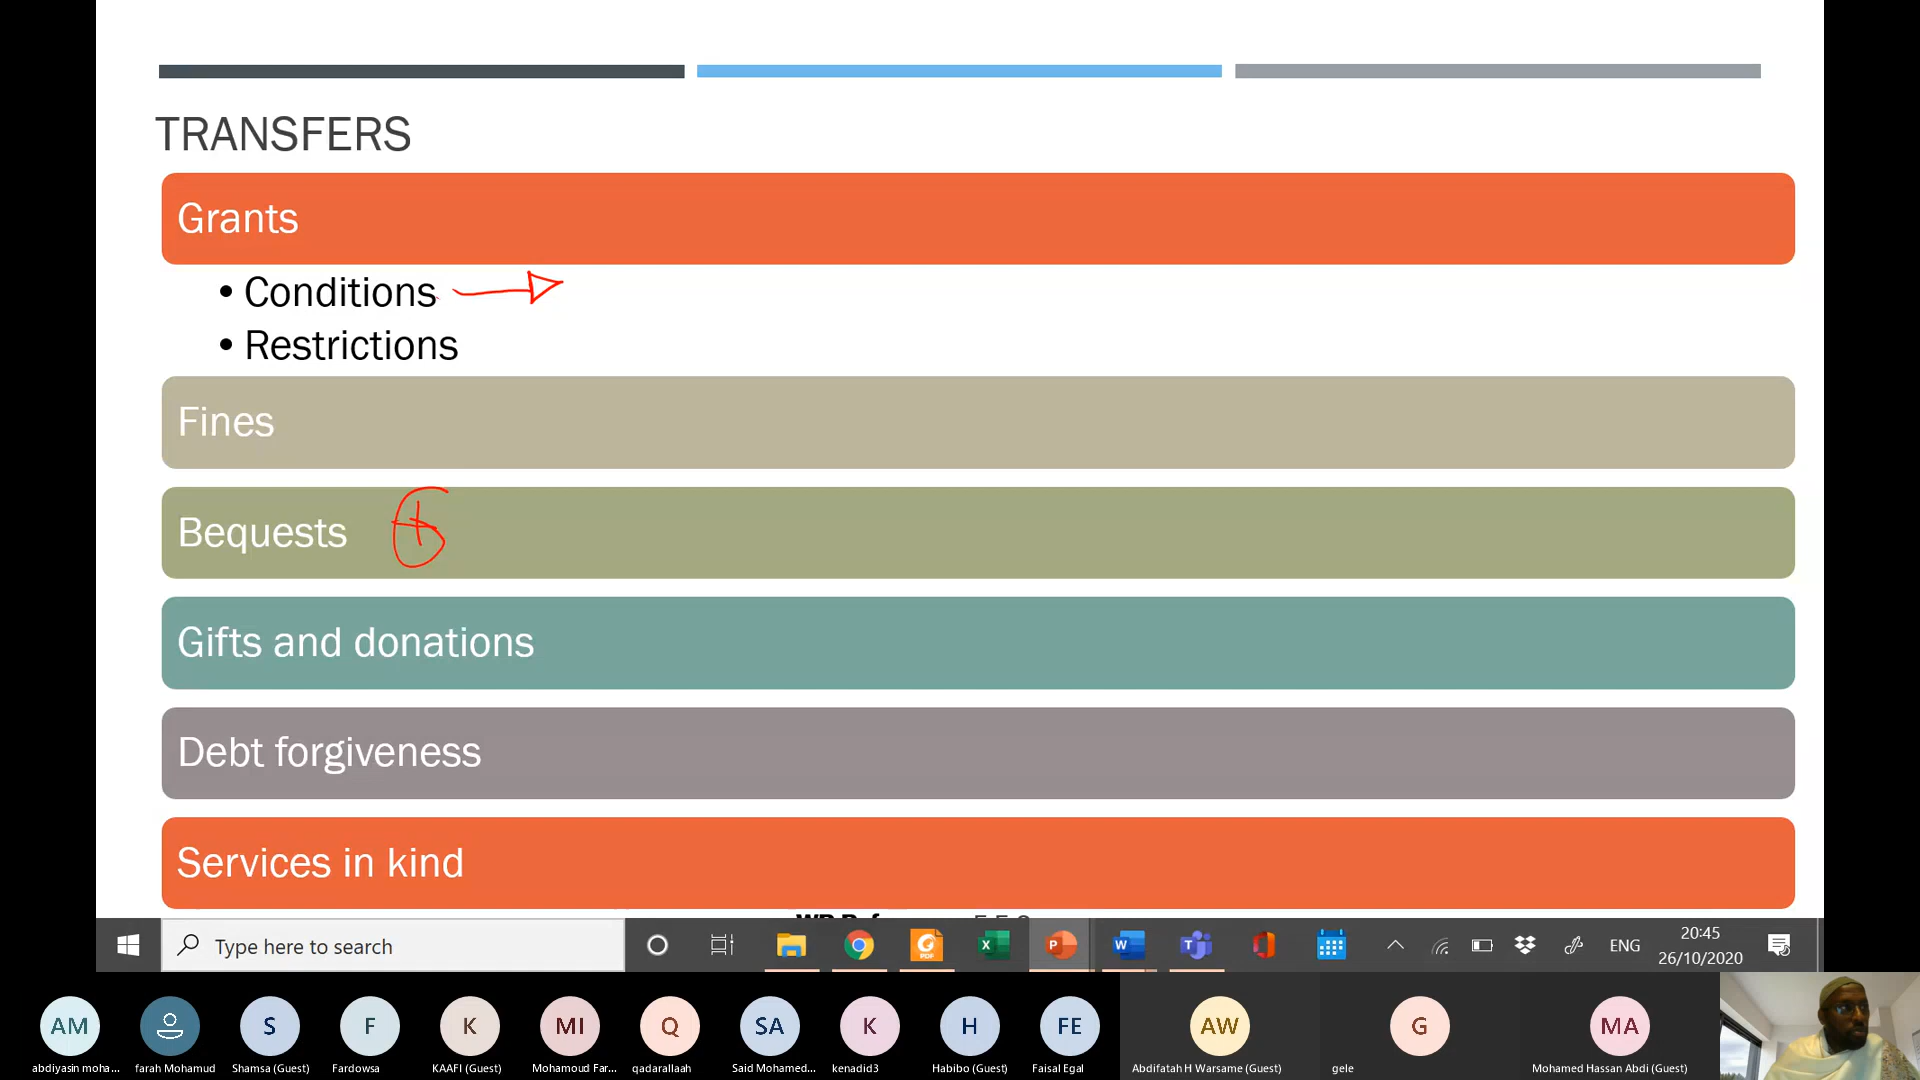 TRANSFERS
Grants
• Conditions
• Restrictions
Fines
Bequests
Gifts and donations
Debt forgiveness
Services in kind
Type here to search
ENG
20:45
26/10/2020
AM
S
F
K
MI
Q
SA
K
H
FE
AW
G
MA
abdiyasin moha...
farah Mohamud
Shamsa (Guest)
Fardowsa
KAAFI (Guest)
Mohamoud Far...
qadarallaah
Said Mohamed...
kenadid3
Habibo (Guest)
Faisal Egal
Abdifatah H Warsame (Guest)
gele
Mohamed Hassan Abdi (Guest)